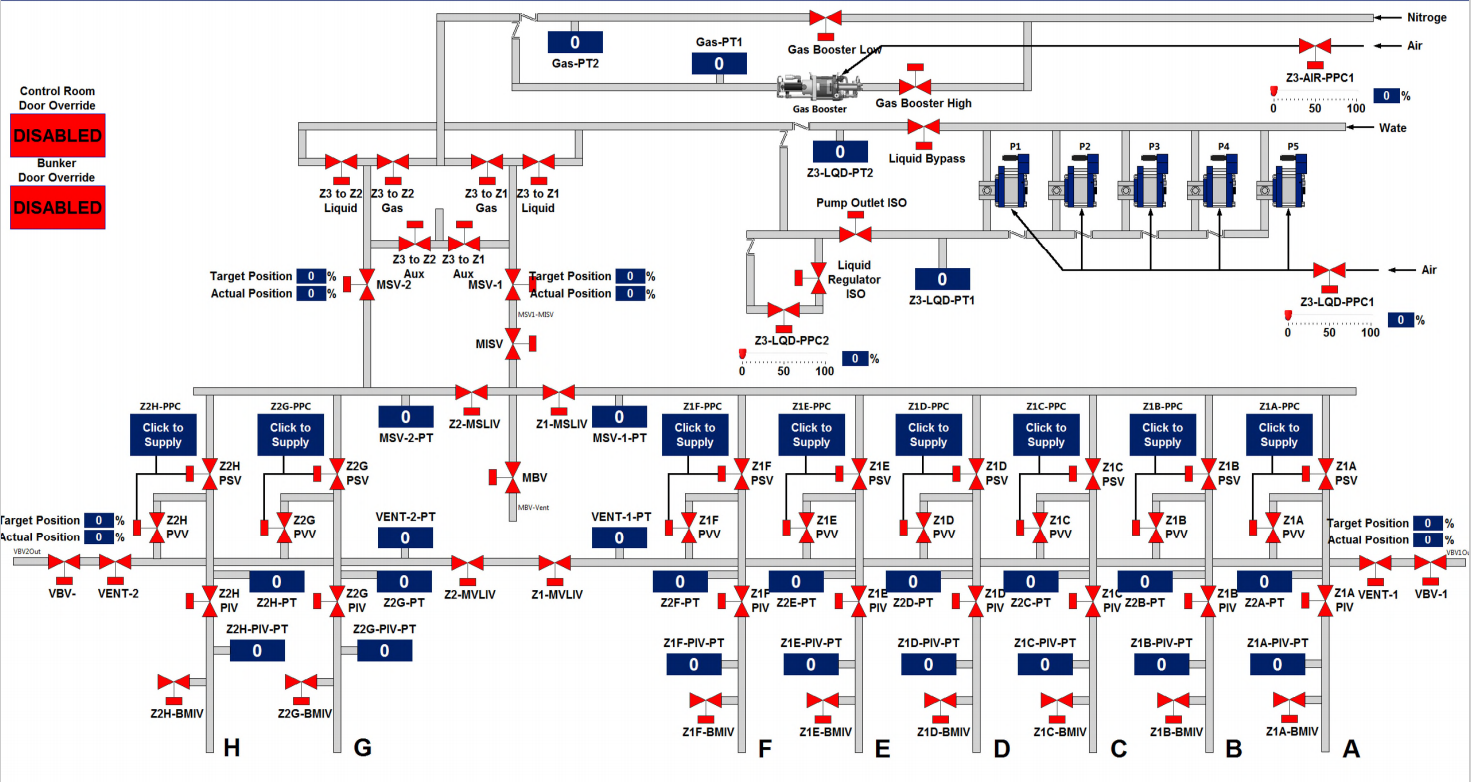 Nitroge
Gas-PT2
0
Gas-PT1
0
Gas Booster Low
Air
Z3-AIR-PPC1
0 50 100
0 %
Gas Booster
Gas Booster High
Control Room
Door Override
DISABLED
Bunker
Door Override
DISABLED
Wate
0
Z3-LQD-PT2
Liquid Bypass
P1 P2 P3 P4 P5
Z3 to Z2
Liquid
Z3 to Z2
Gas
Z3 to Z1
Gas
Z3 to Z1
Liquid
Z3 to Z2
Aux
Z3 to Z1
Aux
Pump Outlet ISO
Liquid
Regulator
ISO
0
Z3-LQD-PT1
Air
Z3-LQD-PPC1
0 50 100
0 %
Z3-LQD-PPC2
0 50 100
0 %
Target Position 0 %
Actual Position 0 %
MSV-2
MSV-1
Target Position 0 %
Actual Position 0 %
MSV1-MISV
MISV
0
MSV-2-PT
Z2-MSLIV
Z1-MSLIV
0
MSV-1-PT
MBV
MBV-Vent
Z2H-PPC
Click to
Supply
Z2G-PPC
Click to
Supply
Z1F-PPC
Click to
Supply
Z1E-PPC
Click to
Supply
Z1D-PPC
Click to
Supply
Z1C-PPC
Click to
Supply
Z1B-PPC
Click to
Supply
Z1A-PPC
Click to
Supply
Z2H
PSV
Z2G
PSV
Z1F
PSV
Z1E
PSV
Z1D
PSV
Z1C
PSV
Z1B
PSV
Z1A
PSV
Target Position 0 %
Actual Position 0 %
VBV2Out
Z2H
PVV
Z2G
PVV
VENT-2-PT
0
VENT-1-PT
0
Z1F
PVV
Z1E
PVV
Z1D
PVV
Z1C
PVV
Z1B
PVV
Z1A
PVV
Target Position 0 %
Actual Position 0 %
VBV1Ou
VBV-
VENT-2
Z2-MVLIV
Z1-MVLIV
VENT-1
VBV-1
Z2H
PIV
0
Z2H-PT
Z2G
PIV
0
Z2G-PT
0
Z2F-PT
Z1F
PIV
0
Z2E-PT
Z1E
PIV
0
Z2D-PT
Z1D
PIV
0
Z2C-PT
Z1C
PIV
0
Z2B-PT
Z1B
PIV
0
Z2A-PT
Z1A
PIV
Z2H-PIV-PT
0
Z2G-PIV-PT
0
Z1F-PIV-PT
0
Z1E-PIV-PT
0
Z1D-PIV-PT
0
Z1C-PIV-PT
0
Z1B-PIV-PT
0
Z1A-PIV-PT
0
Z2H-BMIV
Z2G-BMIV
Z1F-BMIV
Z1E-BMIV
Z1D-BMIV
Z1C-BMIV
Z1B-BMIV
Z1A-BMIV
H G F E D C B A